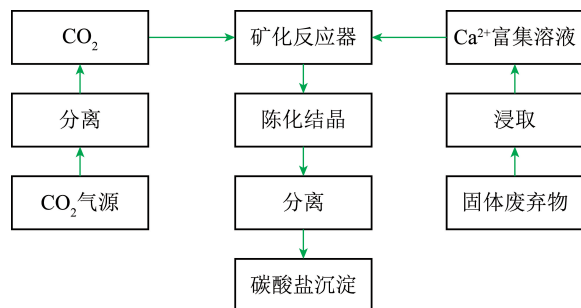 CO₂
矿化反应器
Ca²⁺富集溶液
分离
陈化结晶
浸取
CO₂气源
分离
固体废弃物
碳酸盐沉淀